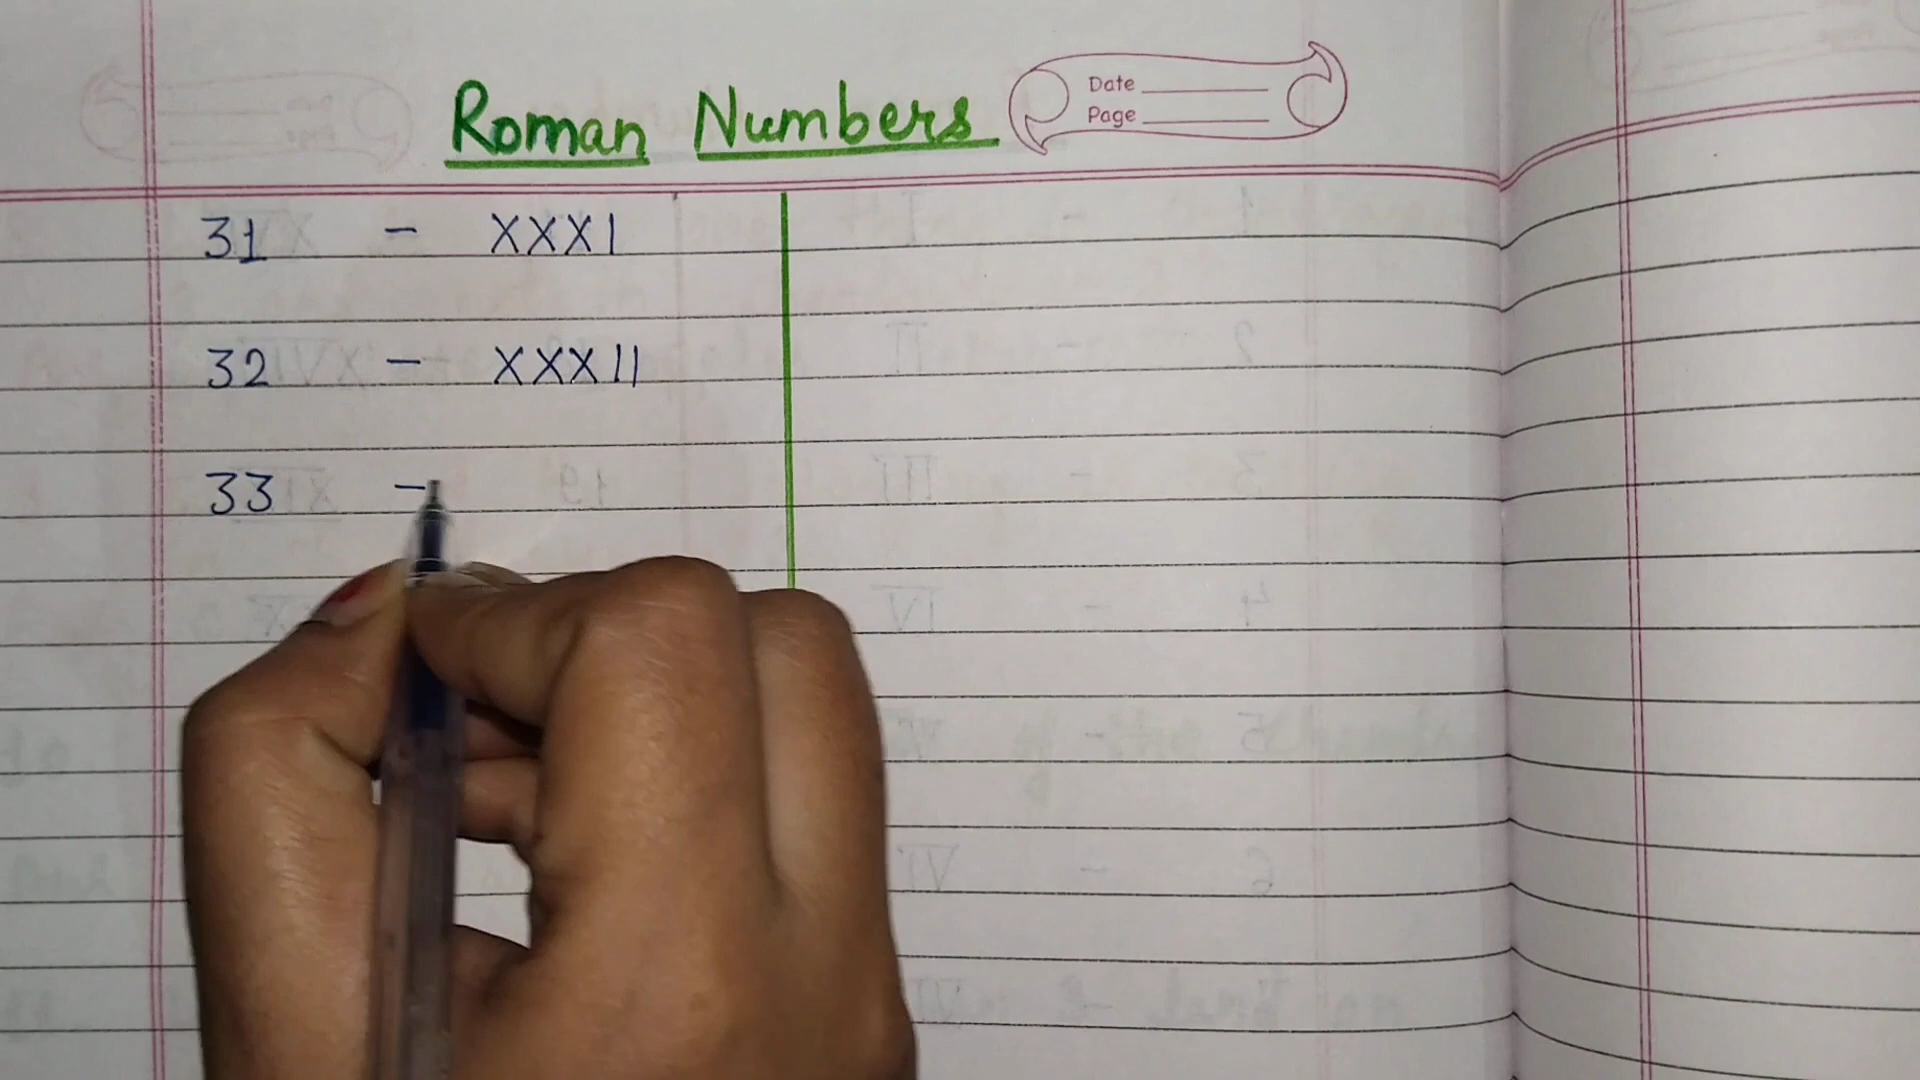 Roman Numbers
Date
Page
31 - XXXI
32 - XXXII
33 -